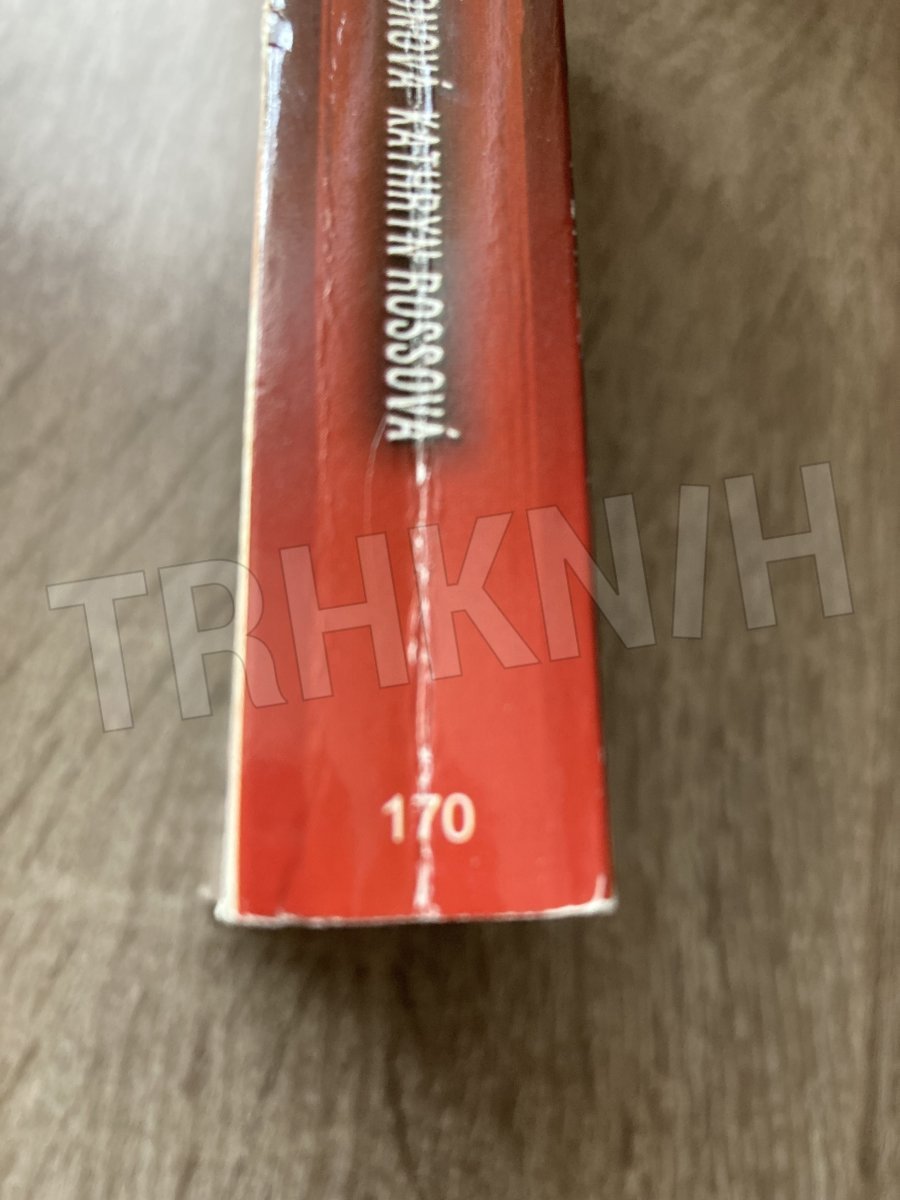 KATHRYN ROSSOVÁ
TRHKNIH
170